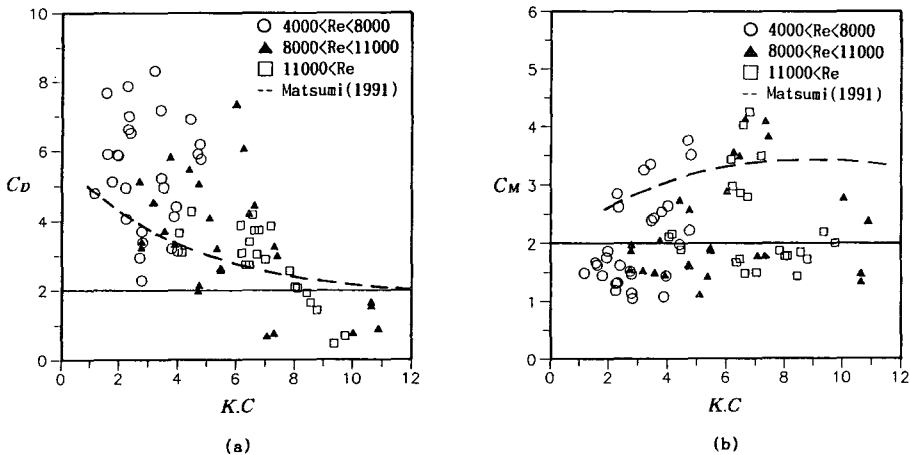 10
8
6
4
2
0
C_D
0 2 4 6 8 10 12
K.C
4000<Re<8000
8000<Re<11000
11000<Re
Matsumi(1991)
(a)
6
5
4
3
2
1
0
C_M
0 2 4 6 8 10 12
K.C
4000<Re<8000
8000<Re<11000
11000<Re
Matsumi(1991)
(b)